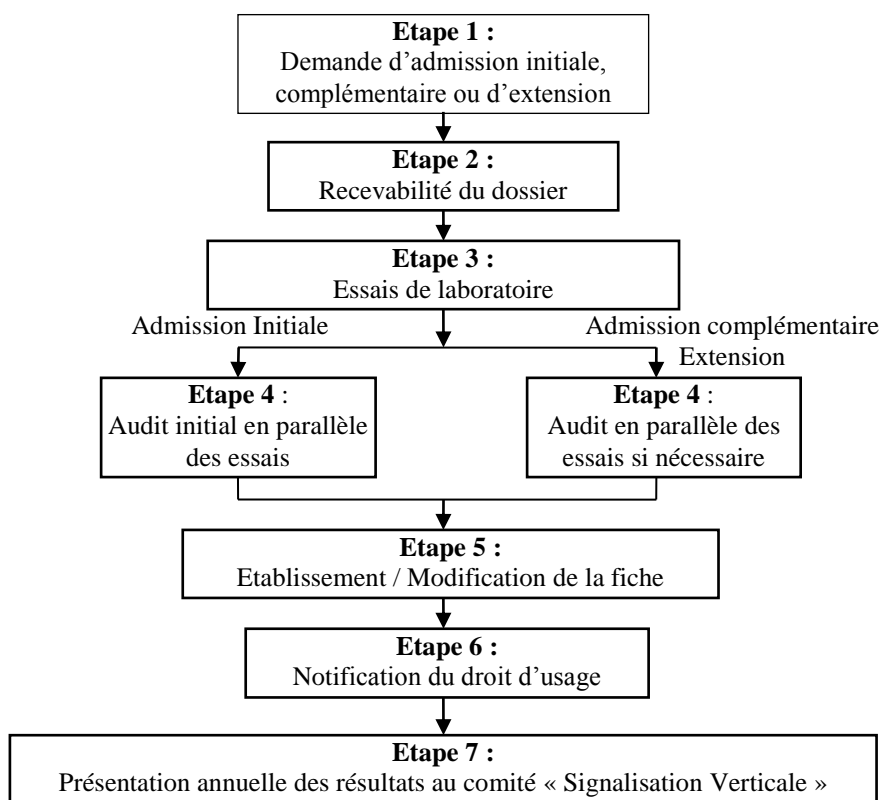 Etape 1 :
Demande d’admission initiale,
complémentaire ou d’extension
Etape 2 :
Recevabilité du dossier
Etape 3 :
Essais de laboratoire
Admission Initiale
Admission complémentaire
Extension
Etape 4 :
Audit initial en parallèle
des essais
Etape 4 :
Audit en parallèle des
essais si nécessaire
Etape 5 :
Etablissement / Modification de la fiche
Etape 6 :
Notification du droit d’usage
Etape 7 :
Présentation annuelle des résultats au comité « Signalisation Verticale »